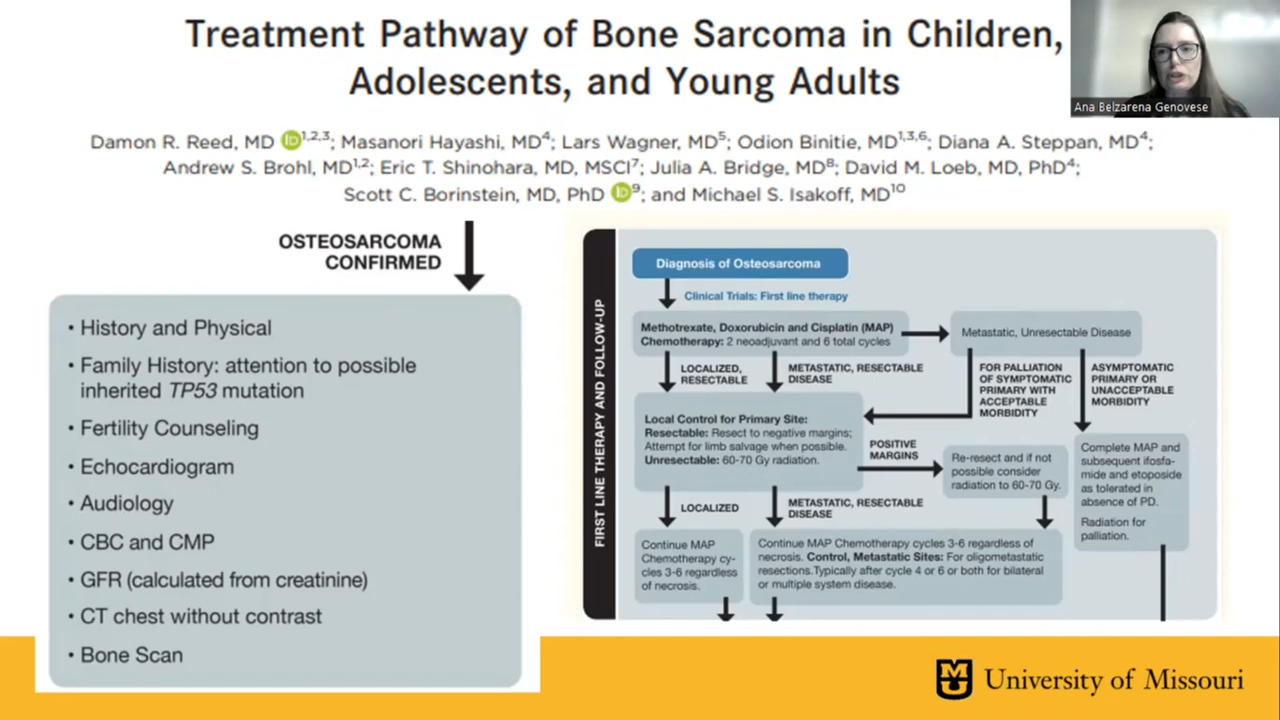 Treatment Pathway of Bone Sarcoma in Children,
Adolescents, and Young Adults
Ana Belzarena Genovese
Damon R. Reed, MD iD1,2,3; Masanori Hayashi, MD4; Lars Wagner, MD5; Odion Binitie, MD1,3,6; Diana A. Steppan, MD4;
Andrew S. Brohl, MD1,2; Eric T. Shinohara, MD, MSCI7; Julia A. Bridge, MD8; David M. Loeb, MD, PhD4;
Scott C. Borinstein, MD, PhD iD9; and Michael S. Isakoff, MD10
OSTEOSARCOMA
CONFIRMED
• History and Physical
• Family History: attention to possible
inherited TP53 mutation
• Fertility Counseling
• Echocardiogram
• Audiology
• CBC and CMP
• GFR (calculated from creatinine)
• CT chest without contrast
• Bone Scan
FIRST LINE THERAPY AND FOLLOW-UP
Diagnosis of Osteosarcoma
Clinical Trials: First line therapy
Methotrexate, Doxorubicin and Cisplatin (MAP)
Chemotherapy: 2 neoadjuvant and 6 total cycles
Metastatic, Unresectable Disease
LOCALIZED,
RESECTABLE
METASTATIC, RESECTABLE
DISEASE
FOR PALLIATION
OF SYMPTOMATIC
PRIMARY WITH
ACCEPTABLE
MORBIDITY
ASYMPTOMATIC
PRIMARY OR
UNACCEPTABLE
MORBIDITY
Local Control for Primary Site:
Resectable: Resect to negative margins;
Attempt for limb salvage when possible.
Unresectable: 60-70 Gy radiation.
POSITIVE
MARGINS
Re-resect and if not
possible consider
radiation to 60-70 Gy.
Complete MAP and
subsequent ifosfa-
mide and etoposide
as tolerated in
absence of PD.
Radiation for
palliation.
LOCALIZED
METASTATIC, RESECTABLE
DISEASE
Continue MAP
Chemotherapy cy-
cles 3-6 regardless
of necrosis.
Continue MAP Chemotherapy cycles 3-6 regardless of
necrosis. Control, Metastatic Sites: For oligometastatic
resections.Typically after cycle 4 or 6 or both for bilateral
or multiple system disease.
MU
University of Missouri